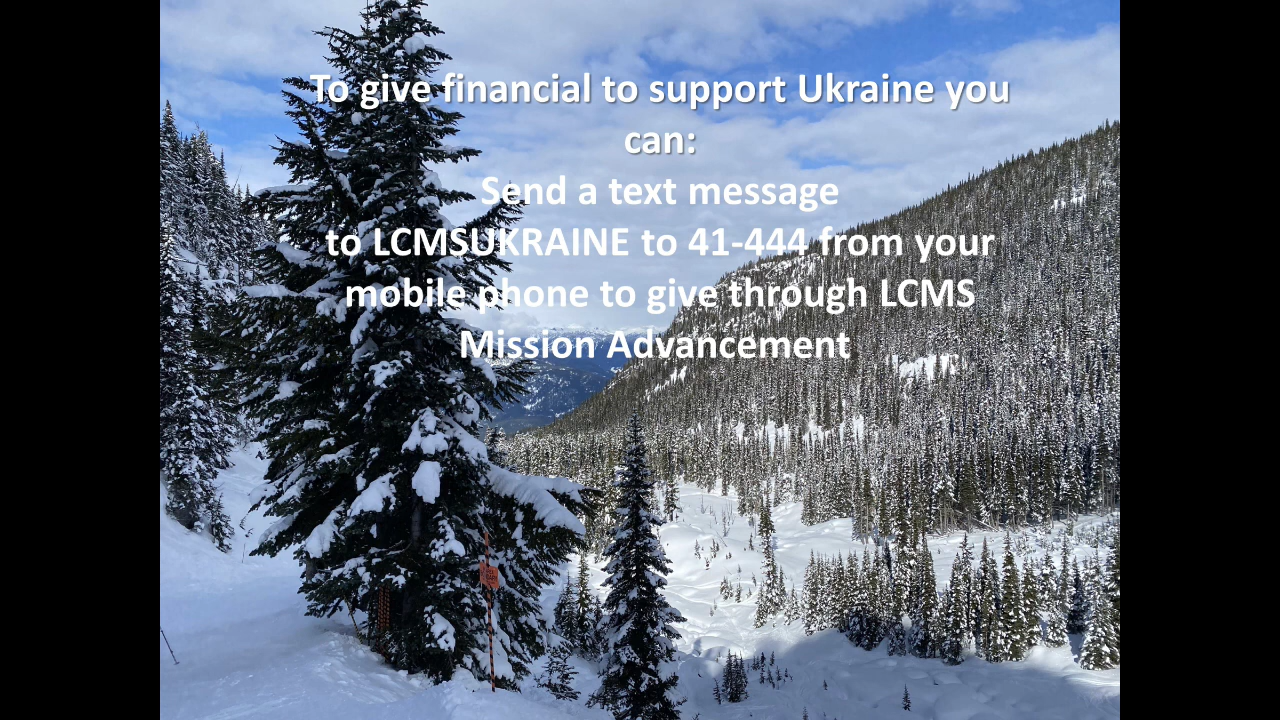 To give financial to support Ukraine you
can:
Send a text message
to LCMSUKRAINE to 41-444 from your
mobile phone to give through LCMS
Mission Advancement